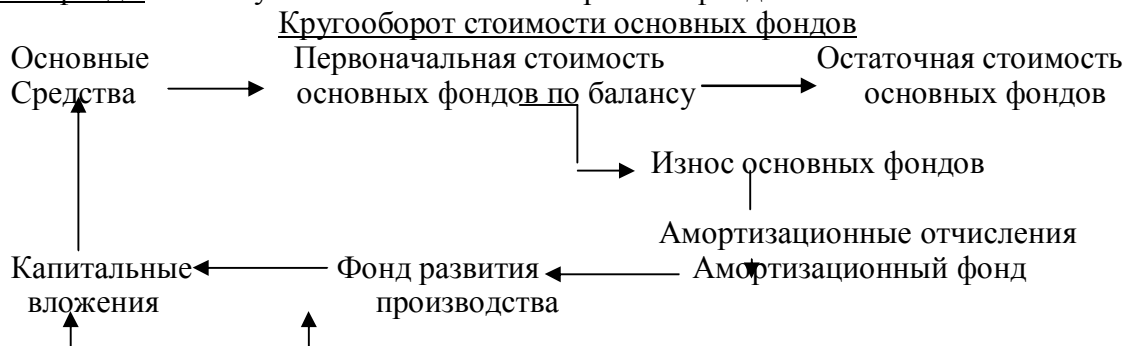 Кругооборот стоимости основных фондов
Основные Первоначальная стоимость Остаточная стоимость
Средства основных фондов по балансу основных фондов
Износ основных фондов
Амортизационные отчисления
Капитальные Фонд развития Амортизационный фонд
вложения производства